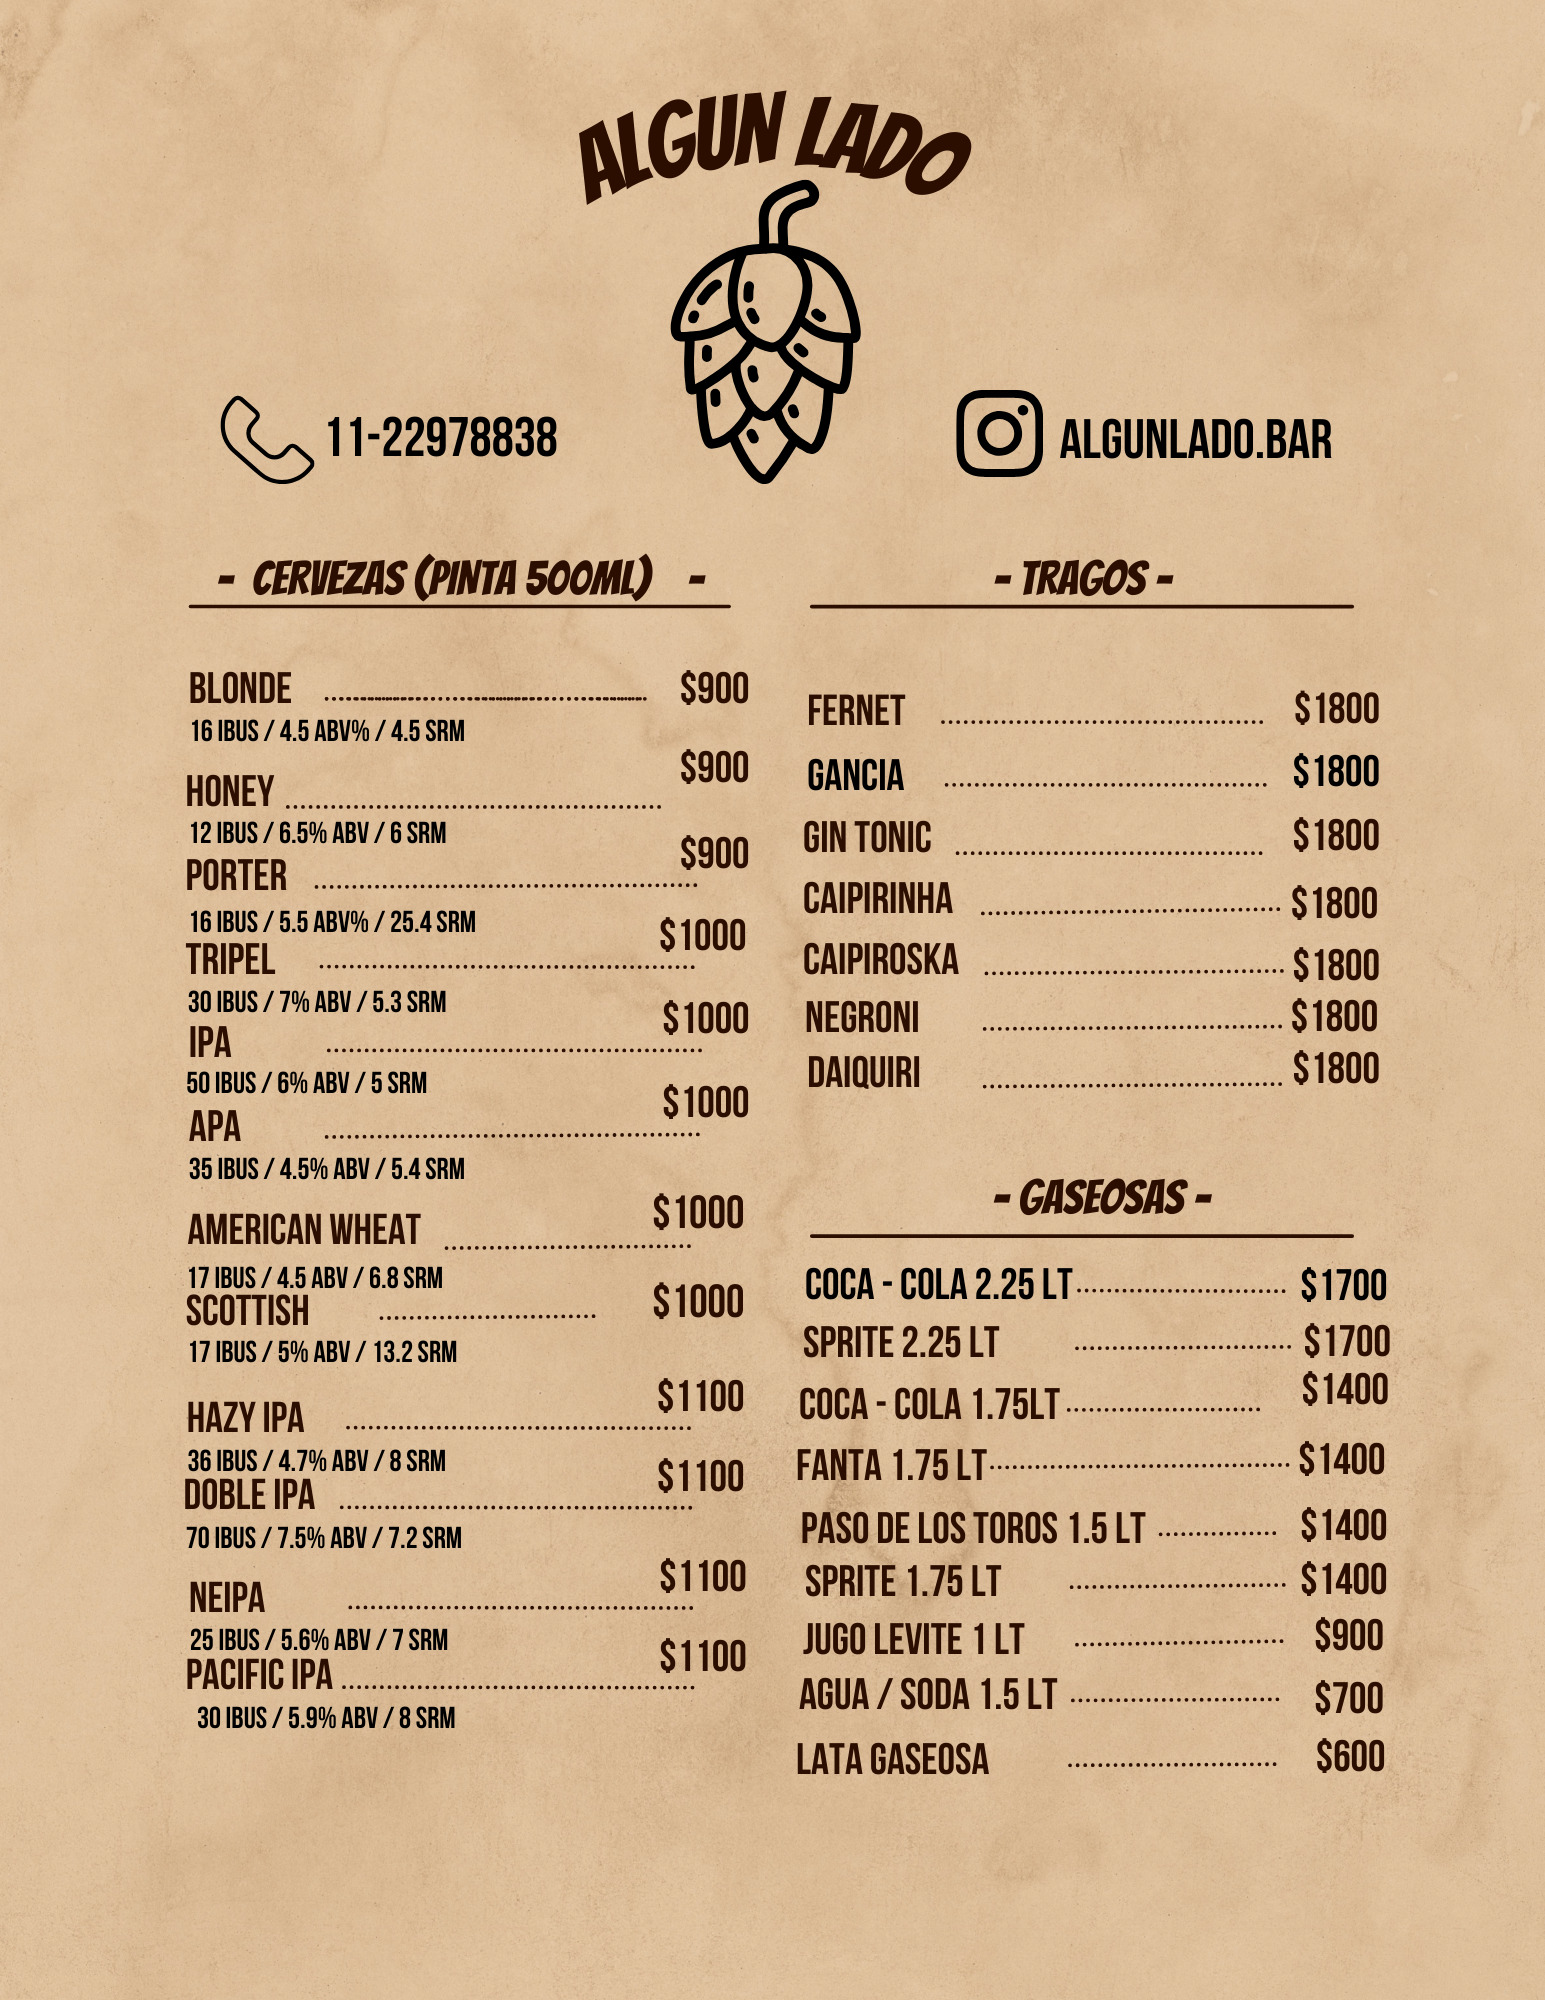 ALGUN LADO
11-22978838
ALGUNLADO.BAR
- CERVEZAS (PINTA 500ML) -
BLONDE ........ $900
16 IBUS / 4.5 ABV% / 4.5 SRM
HONEY ........ $900
12 IBUS / 6.5% ABV / 6 SRM
PORTER ........ $900
16 IBUS / 5.5 ABV% / 25.4 SRM
TRIPEL ........ $1000
30 IBUS / 7% ABV / 5.3 SRM
IPA ........ $1000
50 IBUS / 6% ABV / 5 SRM
APA ........ $1000
35 IBUS / 4.5% ABV / 5.4 SRM
AMERICAN WHEAT ........ $1000
17 IBUS / 4.5 ABV / 6.8 SRM
SCOTTISH ........ $1000
17 IBUS / 5% ABV / 13.2 SRM
HAZY IPA ........ $1100
36 IBUS / 4.7% ABV / 8 SRM
DOBLE IPA ........ $1100
70 IBUS / 7.5% ABV / 7.2 SRM
NEIPA ........ $1100
25 IBUS / 5.6% ABV / 7 SRM
PACIFIC IPA ........ $1100
30 IBUS / 5.9% ABV / 8 SRM
- TRAGOS -
FERNET ........ $1800
GANCIA ........ $1800
GIN TONIC ........ $1800
CAIPIRINHA ........ $1800
CAIPIROSKA ........ $1800
NEGRONI ........ $1800
DAIQUIRI ........ $1800
- GASEOSAS -
COCA - COLA 2.25 LT ........ $1700
SPRITE 2.25 LT ........ $1700
COCA - COLA 1.75LT ........ $1400
FANTA 1.75 LT ........ $1400
PASO DE LOS TOROS 1.5 LT ........ $1400
SPRITE 1.75 LT ........ $1400
JUGO LEVITE 1 LT ........ $900
AGUA / SODA 1.5 LT ........ $700
LATA GASEOSA ........ $600